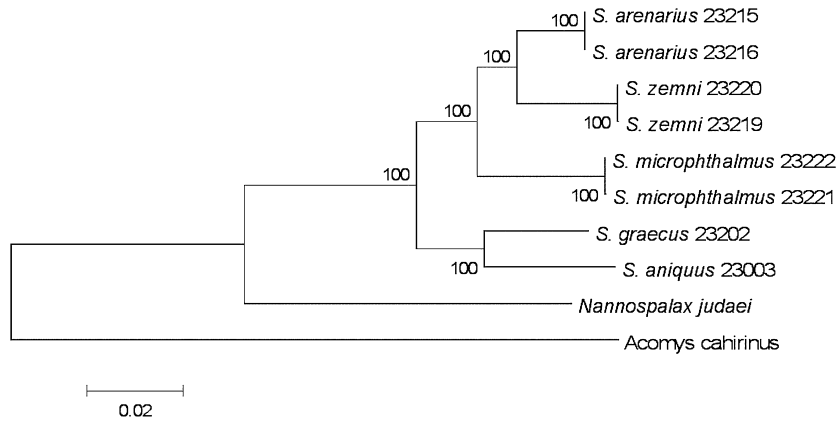 100 S. arenarius 23215
100 S. arenarius 23216
S. zemni 23220
100
100 S. zemni 23219
S. microphthalmus 23222
100
100 S. microphthalmus 23221
S. graecus 23202
100 S. aniquus 23003
Nannospalax judaei
Acomys cahirinus
0.02